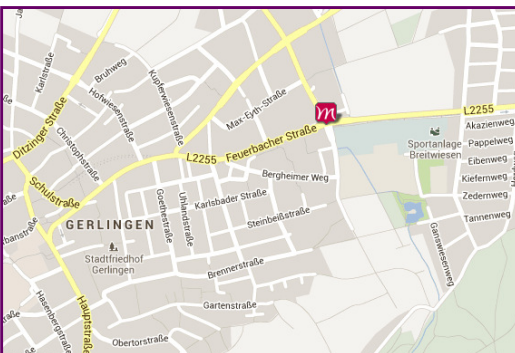 Karlstraße
Bruhweg
Kupferwiesenstraße
Hofwiesenstraße
Ditzinger Straße
Christophstraße
Max-Eyth-Straße
m
L2255
Akazienweg
Sportanlage
Breitwiesen
Pappelweg
Eibenweg
Kiefernweg
Zedernweg
Tannenweg
L2255
Feuerbacher Straße
Bergheimer Weg
Schulstraße
Goethestraße
Uhlandstraße
Karlsbader Straße
Steinbeißstraße
GERLINGEN
Stadtfriedhof
Gerlingen
Ganswiesenweg
Brennerstraße
Hasenbergstraße
Hauptstraße
Gartenstraße
Obertorstraße